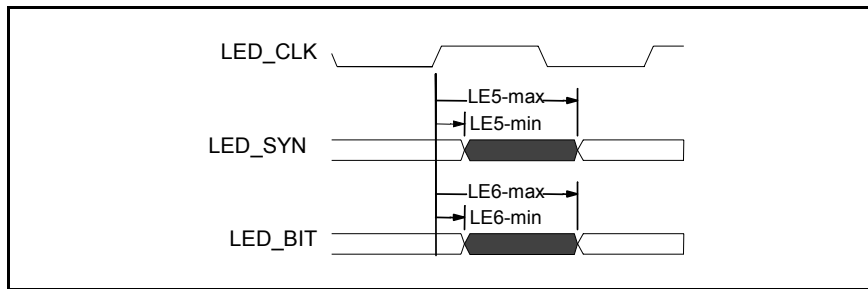 LED_CLK
LE5-max
LE5-min
LED_SYN
LE6-max
LE6-min
LED_BIT